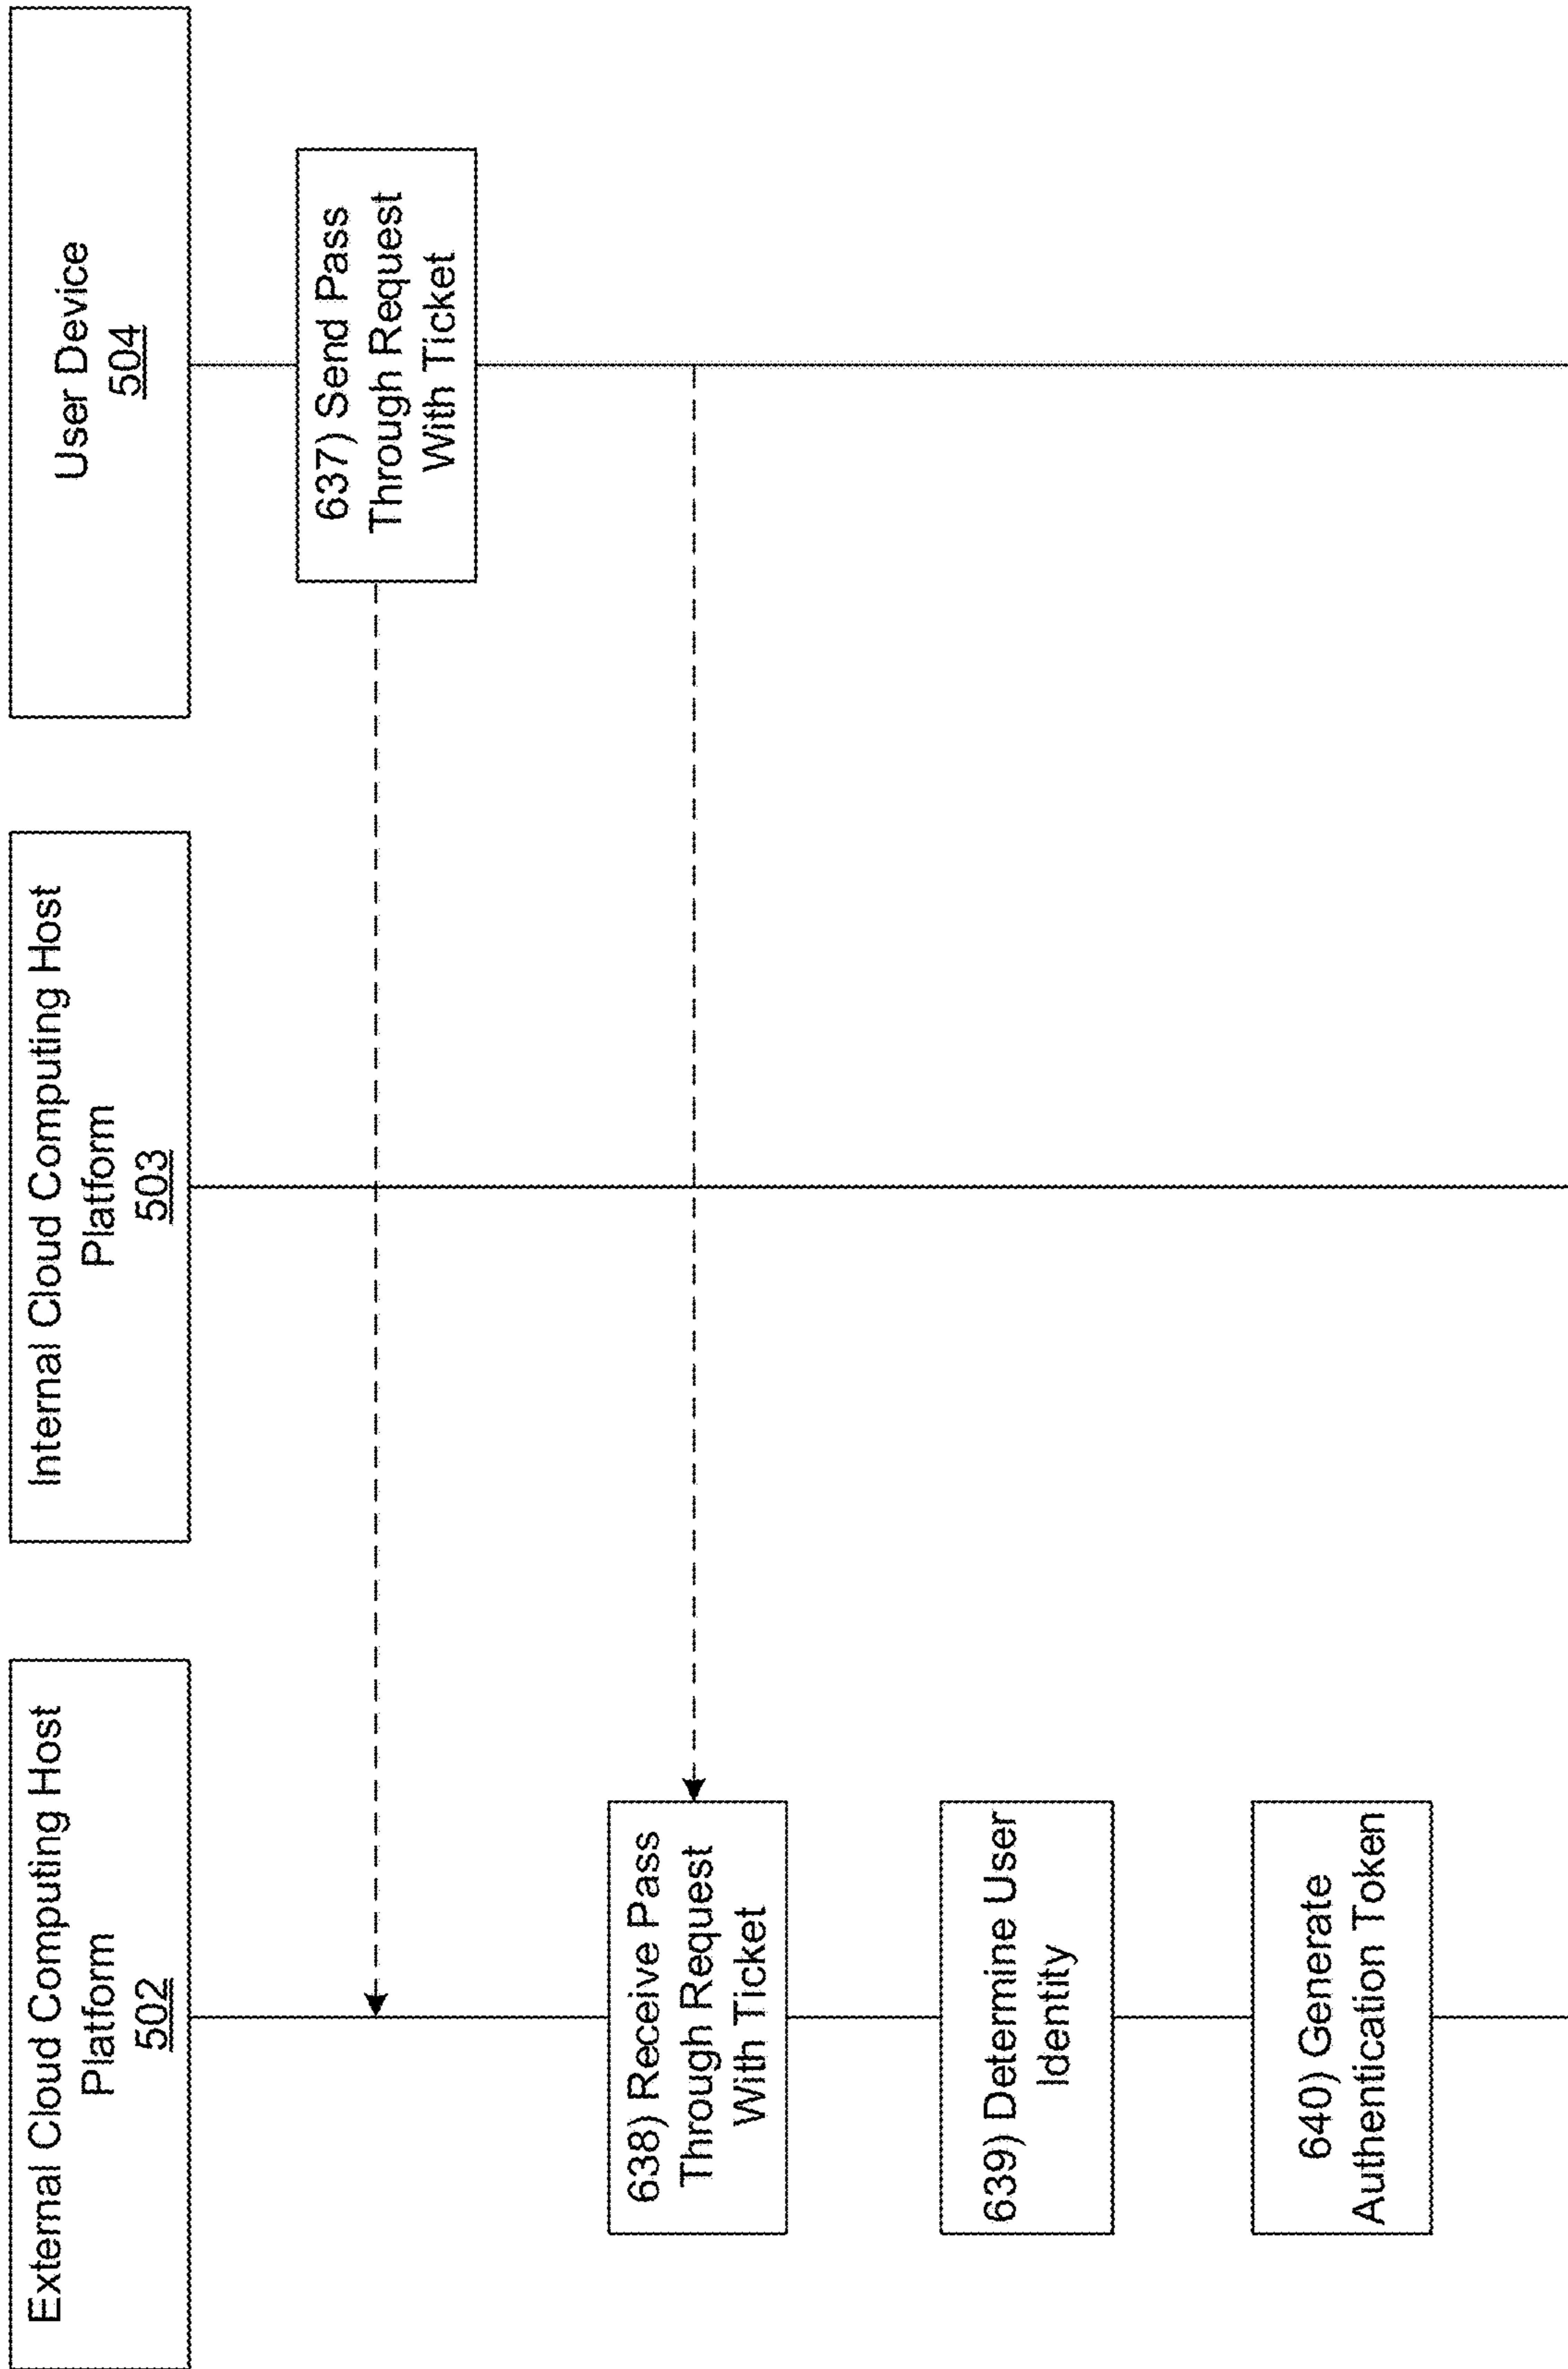 External Cloud Computing Host
Platform
502
Internal Cloud Computing Host
Platform
503
User Device
504
637) Send Pass
Through Request
With Ticket
638) Receive Pass
Through Request
With Ticket
639) Determine User
Identity
640) Generate
Authentication Token